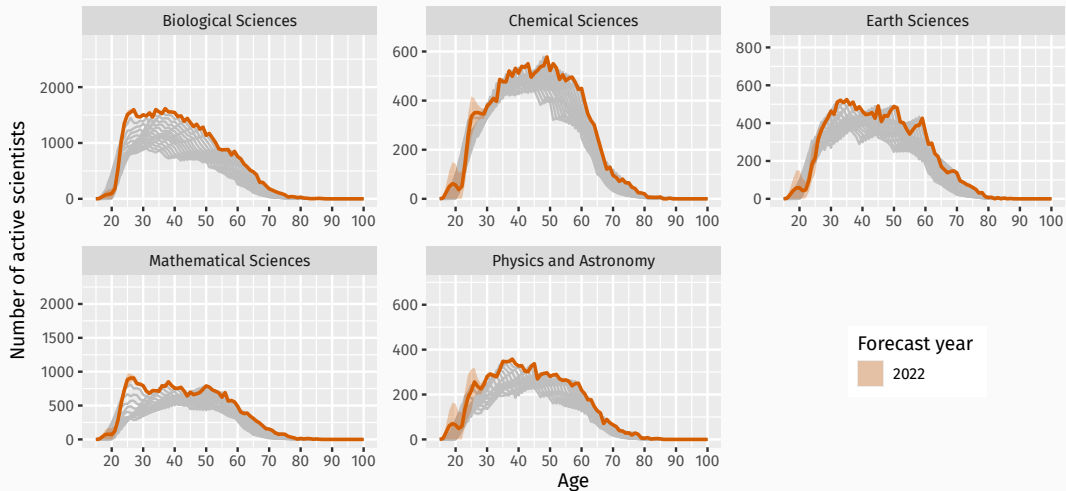 Biological Sciences
Chemical Sciences
Earth Sciences
2000
1000
0
600
400
200
0
800
600
400
200
0
20 30 40 50 60 70 80 90 100
20 30 40 50 60 70 80 90 100
20 30 40 50 60 70 80 90 100
Number of active scientists
Mathematical Sciences
Physics and Astronomy
2000
1500
1000
500
0
600
400
200
0
20 30 40 50 60 70 80 90 100
20 30 40 50 60 70 80 90 100
Age
Forecast year
2022